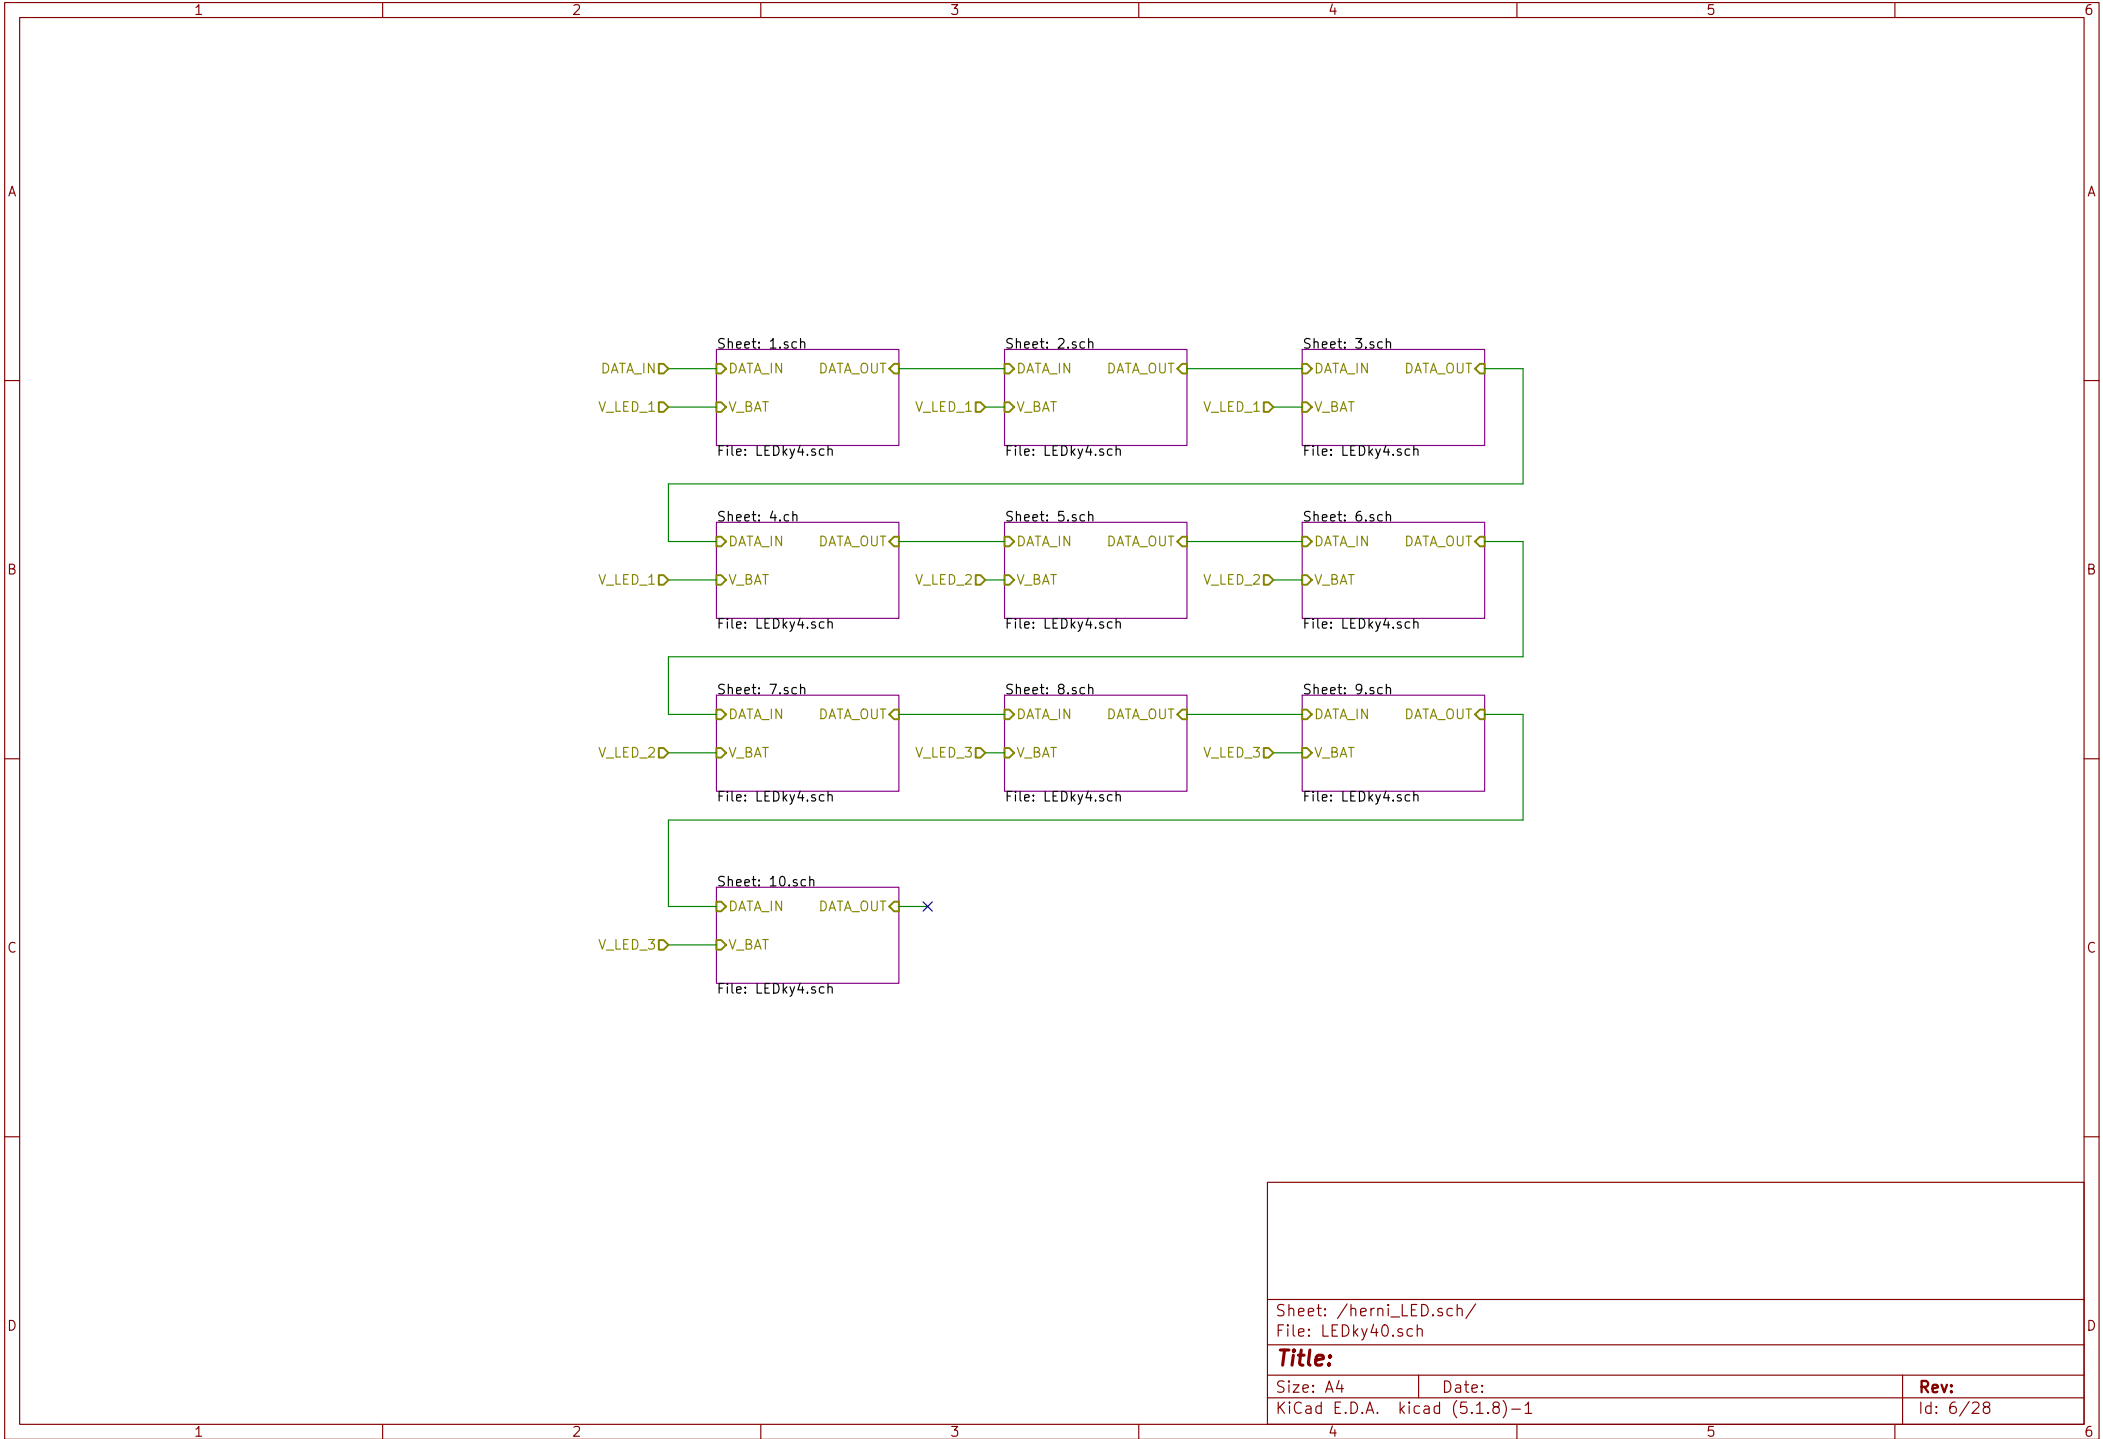 1 2 3 4 5 6
A A
Sheet: 1.sch Sheet: 2.sch Sheet: 3.sch
DATA_IN DATA_IN DATA_OUT DATA_IN DATA_OUT DATA_IN DATA_OUT
V_LED_1 V_BAT V_LED_1 V_BAT V_LED_1 V_BAT
File: LEDky4.sch File: LEDky4.sch File: LEDky4.sch
Sheet: 4.ch Sheet: 5.sch Sheet: 6.sch
DATA_IN DATA_OUT DATA_IN DATA_OUT DATA_IN DATA_OUT
B B
V_LED_1 V_BAT V_LED_2 V_BAT V_LED_2 V_BAT
File: LEDky4.sch File: LEDky4.sch File: LEDky4.sch
Sheet: 7.sch Sheet: 8.sch Sheet: 9.sch
DATA_IN DATA_OUT DATA_IN DATA_OUT DATA_IN DATA_OUT
V_LED_2 V_BAT V_LED_3 V_BAT V_LED_3 V_BAT
File: LEDky4.sch File: LEDky4.sch File: LEDky4.sch
Sheet: 10.sch
DATA_IN DATA_OUT
C V_LED_3 V_BAT C
File: LEDky4.sch
Sheet: /herni_LED.sch/
D D
File: LEDky40.sch
Title:
Size: A4 Date: Rev:
KiCad E.D.A. kicad (5.1.8)-1 Id: 6/28
1 2 3 4 5 6